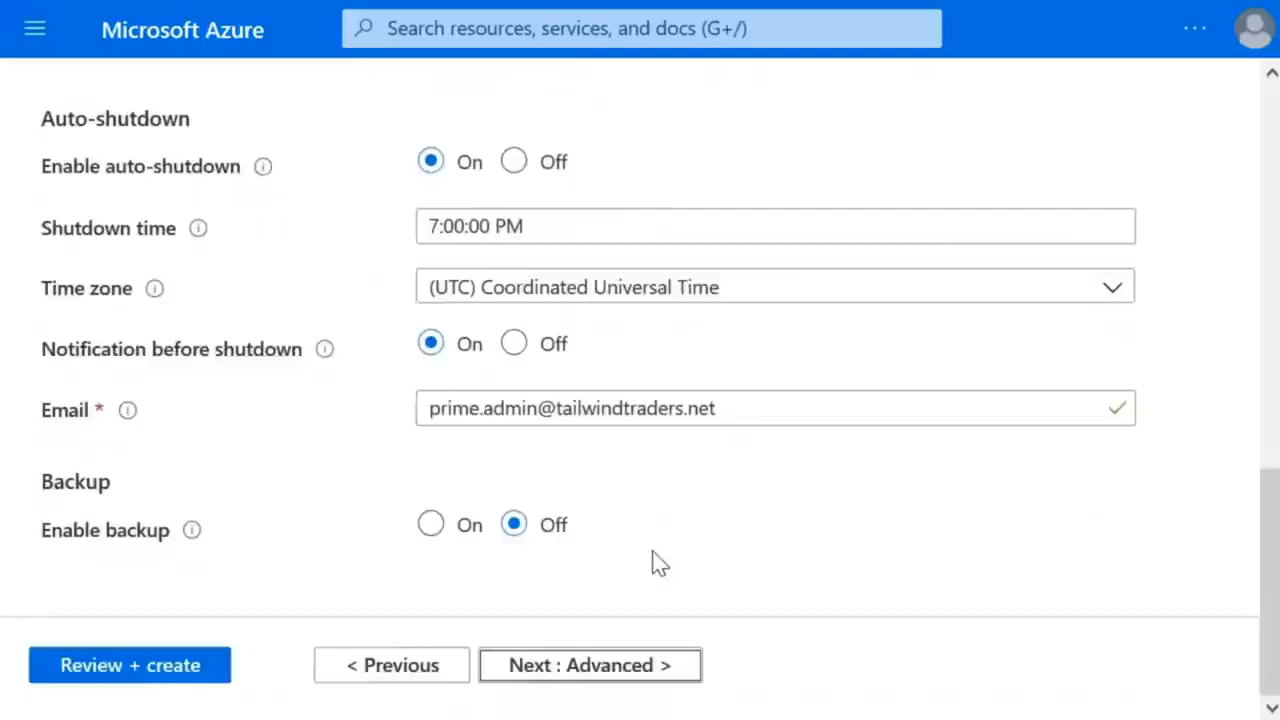 Microsoft Azure
Search resources, services, and docs (G+/)
Auto-shutdown
Enable auto-shutdown
On
Off
Shutdown time
7:00:00 PM
Time zone
(UTC) Coordinated Universal Time
Notification before shutdown
On
Off
Email *
prime.admin@tailwindtraders.net
Backup
Enable backup
On
Off
Review + create
< Previous
Next : Advanced >